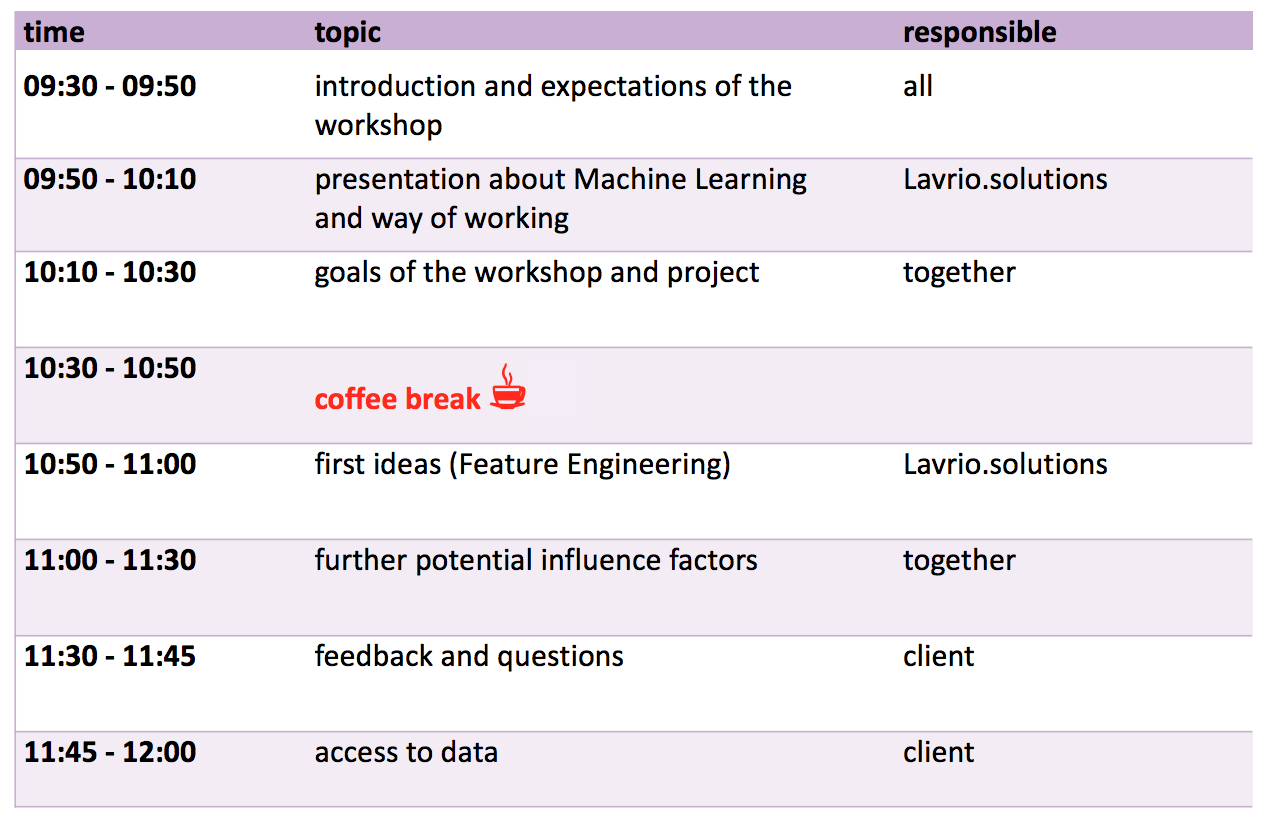 time topic responsible
09:30 - 09:50 introduction and expectations of the all
workshop
09:50 - 10:10 presentation about Machine Learning Lavrio.solutions
and way of working
10:10 - 10:30 goals of the workshop and project together
10:30 - 10:50
coffee break
10:50 - 11:00 first ideas (Feature Engineering) Lavrio.solutions
11:00 - 11:30 further potential influence factors together
11:30 - 11:45 feedback and questions client
11:45 - 12:00 access to data client